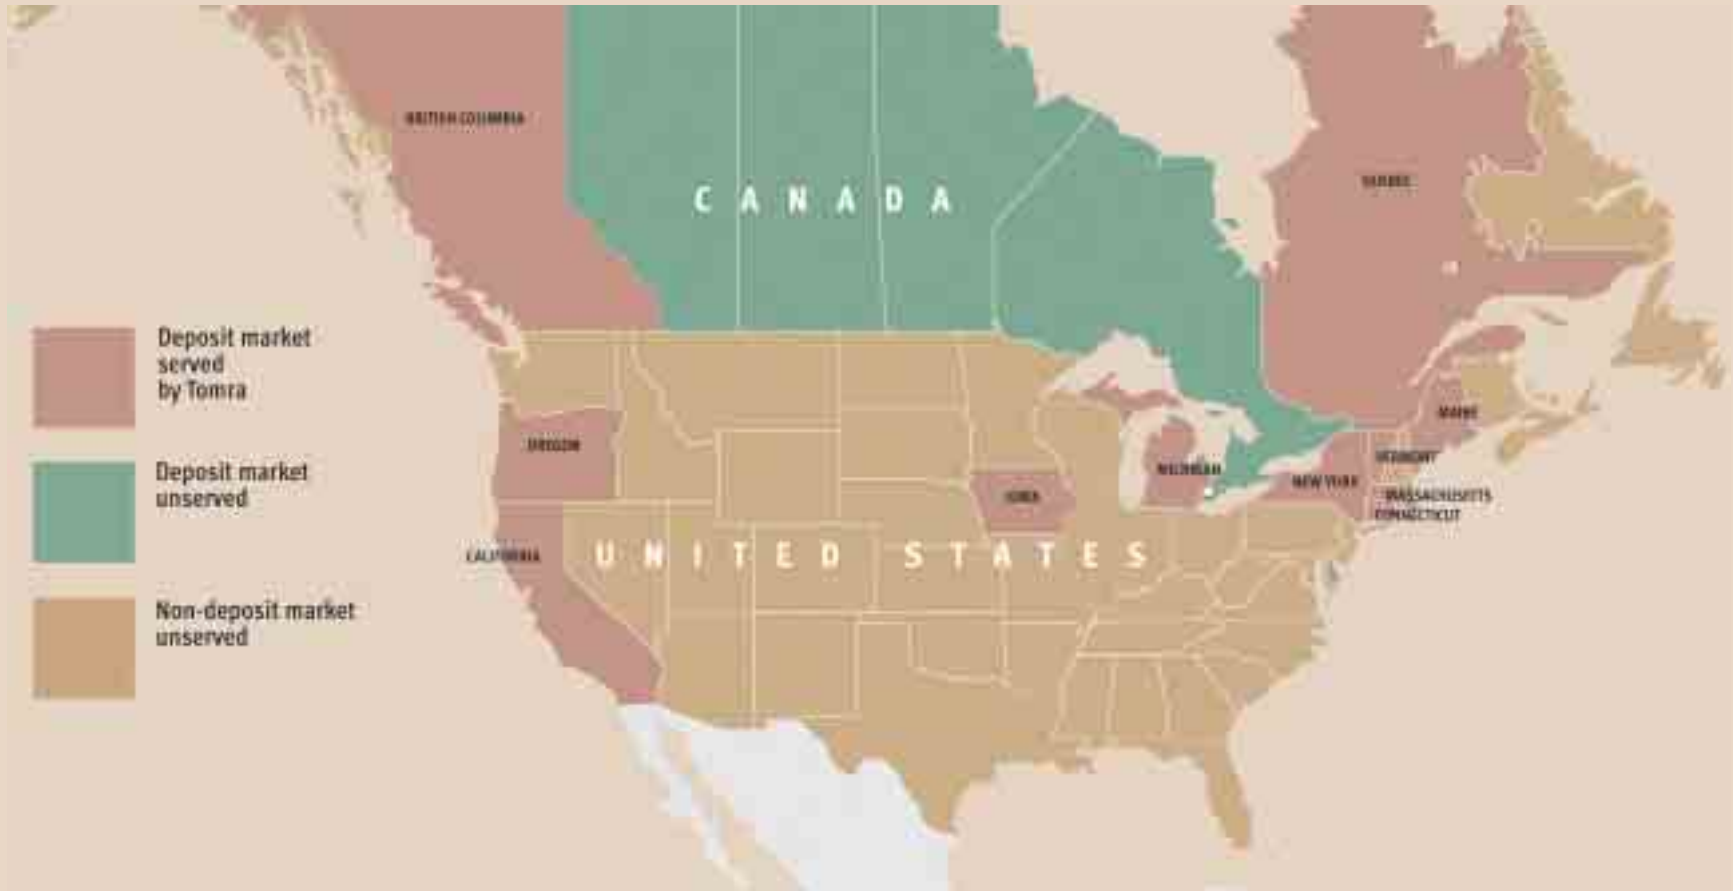 BRITISH COLUMBIA
CANADA
QUEBEC
Deposit market
served
by Tomra
Deposit market
unserved
Non-deposit market
unserved
OREGON
CALIFORNIA
IOWA
MICHIGAN
NEW YORK
MAINE
VERMONT
MASSACHUSETTS
CONNECTICUT
UNITED STATES